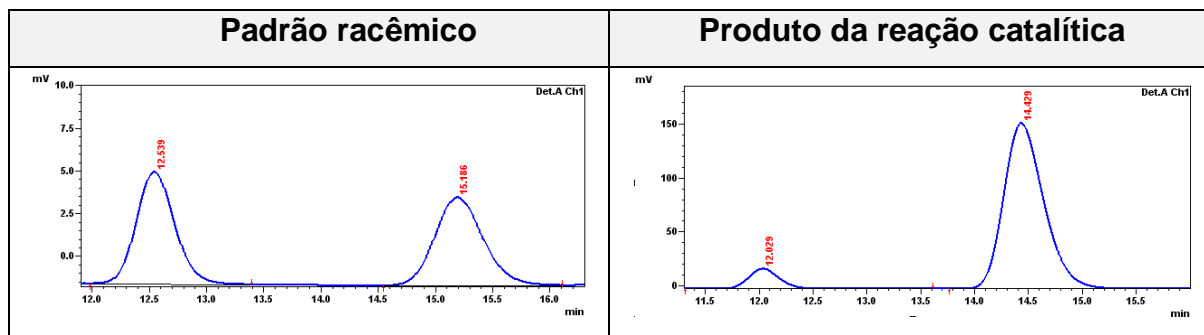 Padrão racêmico
Produto da reação catalítica
mV
10.0
Det.A Ch1
7.5
5.0
2.5
0.0
12.539
15.186
12.0 12.5 13.0 13.5 14.0 14.5 15.0 15.5 16.0
min
mV
Det.A Ch1
150
100
50
0
12.029
14.429
11.5 12.0 12.5 13.0 13.5 14.0 14.5 15.0 15.5
min